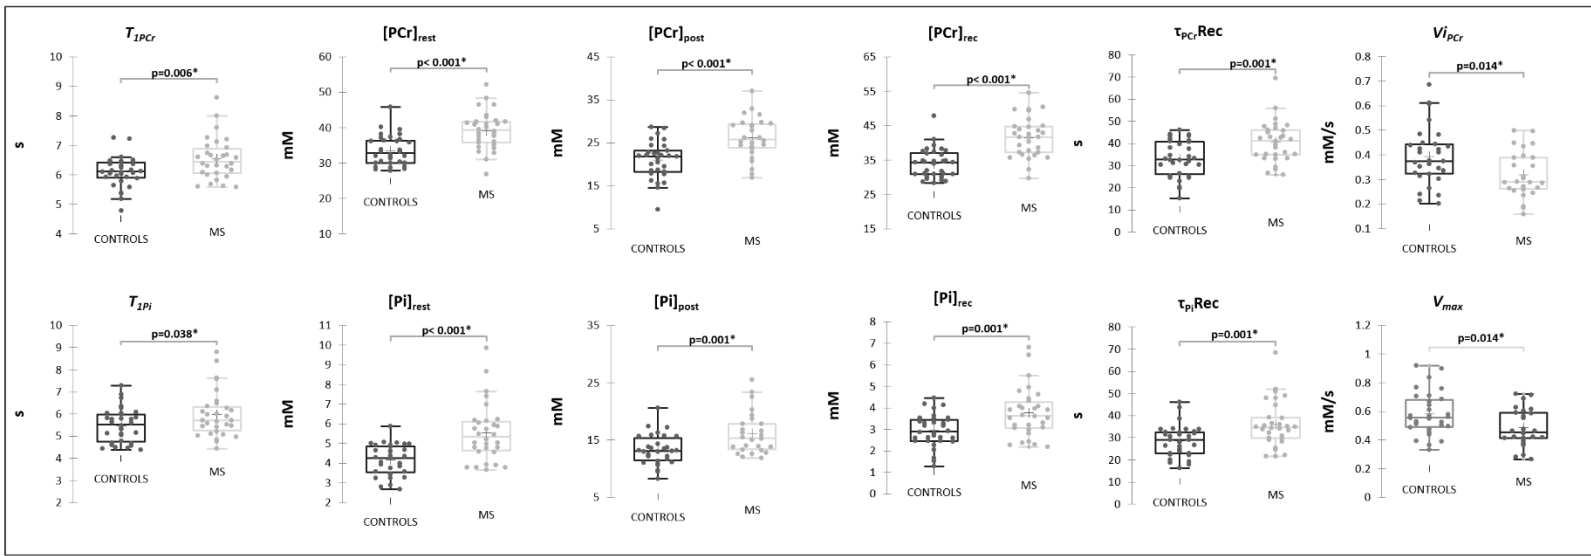 T1PCr
[PCr]rest
[PCr]post
[PCr]rec
τPCrRec
ViPCr
10
9
8
7
6
5
4
s
p=0.006*
CONTROLS
MS
60
50
40
30
20
10
mM
p< 0.001*
CONTROLS
MS
45
35
25
15
5
mM
p< 0.001*
CONTROLS
MS
65
55
45
35
25
15
mM
p< 0.001*
CONTROLS
MS
80
70
60
50
40
30
20
10
0
s
p=0.001*
CONTROLS
MS
0.8
0.7
0.6
0.5
0.4
0.3
0.2
0.1
mM/s
p=0.014*
CONTROLS
MS
T1Pi
[Pi]rest
[Pi]post
[Pi]rec
τPiRec
Vmax
10
9
8
7
6
5
4
3
2
s
p=0.038*
CONTROLS
MS
11
10
9
8
7
6
5
4
3
2
mM
p< 0.001*
CONTROLS
MS
35
25
15
5
mM
p=0.001*
CONTROLS
MS
8
7
6
5
4
3
2
1
0
mM
p=0.001*
CONTROLS
MS
80
70
60
50
40
30
20
10
0
s
p=0.001*
CONTROLS
MS
1.2
1
0.8
0.6
0.4
0.2
0
mM/s
p=0.014*
CONTROLS
MS